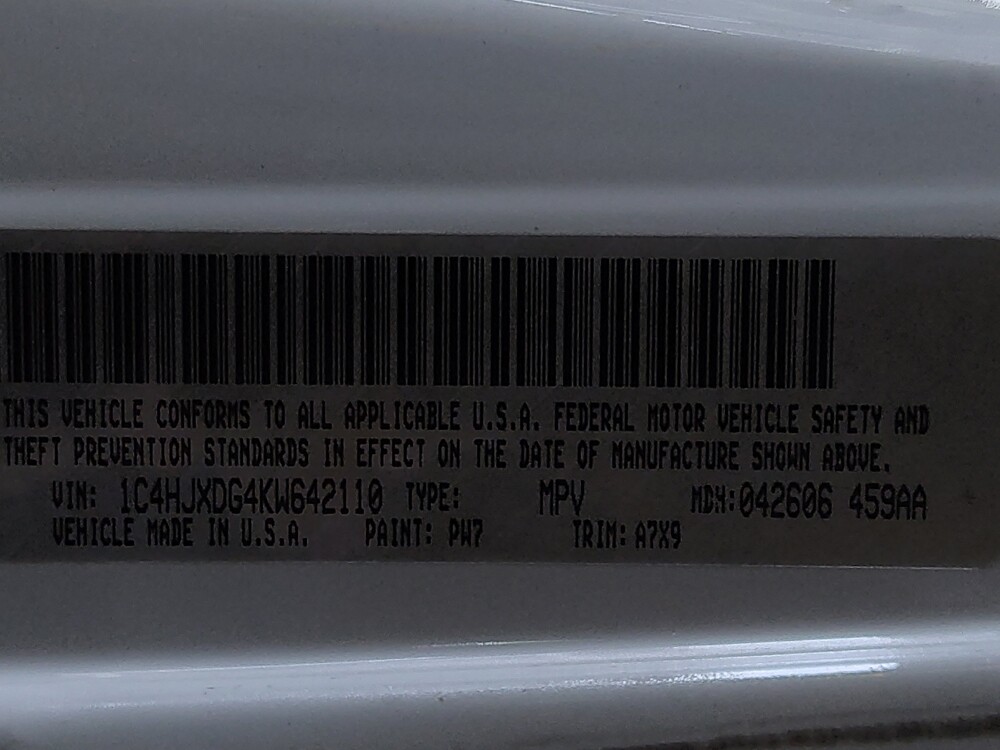 THIS VEHICLE CONFORMS TO ALL APPLICABLE U.S.A. FEDERAL MOTOR VEHICLE SAFETY AND
THEFT PREVENTION STANDARDS IN EFFECT ON THE DATE OF MANUFACTURE SHOWN ABOVE.
VIN: 1C4HJXDG4KW642110 TYPE: MPV MDH:042606 459AA
VEHICLE MADE IN U.S.A. PAINT: PW7 TRIM: A7X9